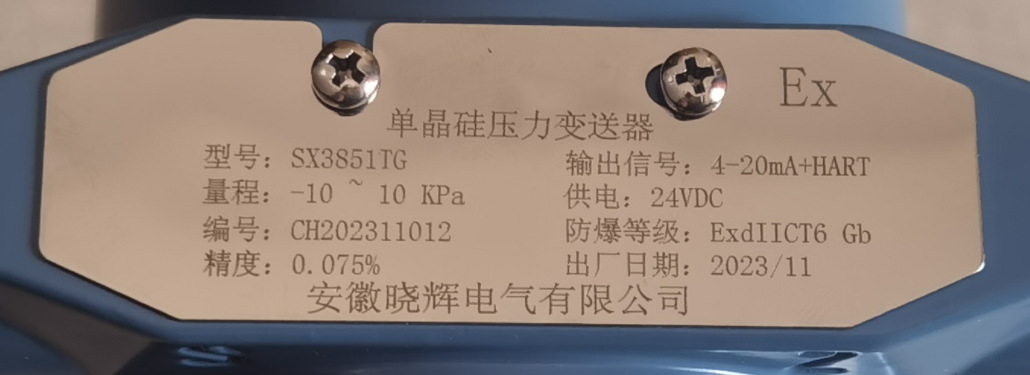 Ex
单晶硅压力变送器
型号：SX3851TG 输出信号：4-20mA+HART
量程：-10 ~ 10 KPa 供电：24VDC
编号：CH202311012 防爆等级：ExdIICT6 Gb
精度：0.075% 出厂日期：2023/11
安徽晓辉电气有限公司